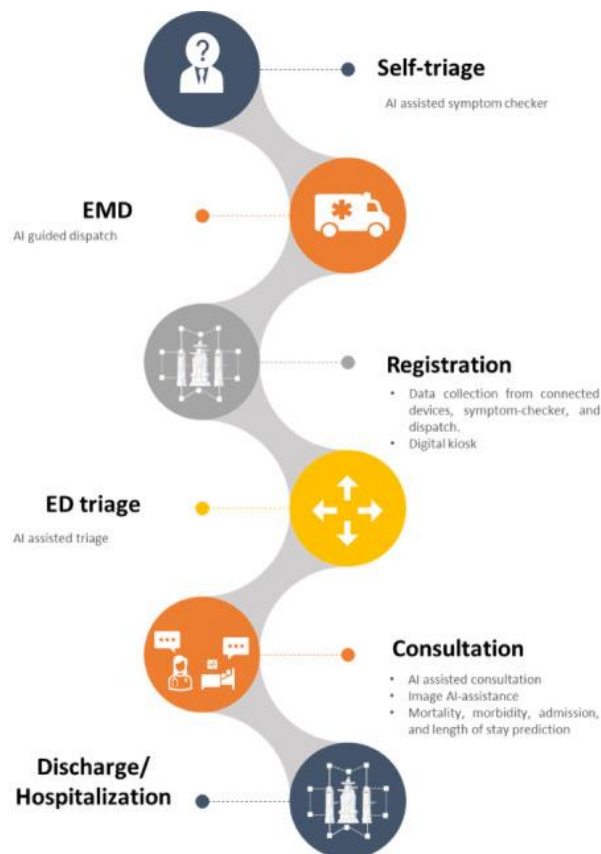 ?
Self-triage
AI assisted symptom checker
EMD
AI guided dispatch
Registration
• Data collection from connected
devices, symptom-checker, and
dispatch.
• Digital kiosk
ED triage
AI assisted triage
Consultation
• AI assisted consultation
• Image AI-assistance
• Mortality, morbidity, admission,
and length of stay prediction
Discharge/
Hospitalization